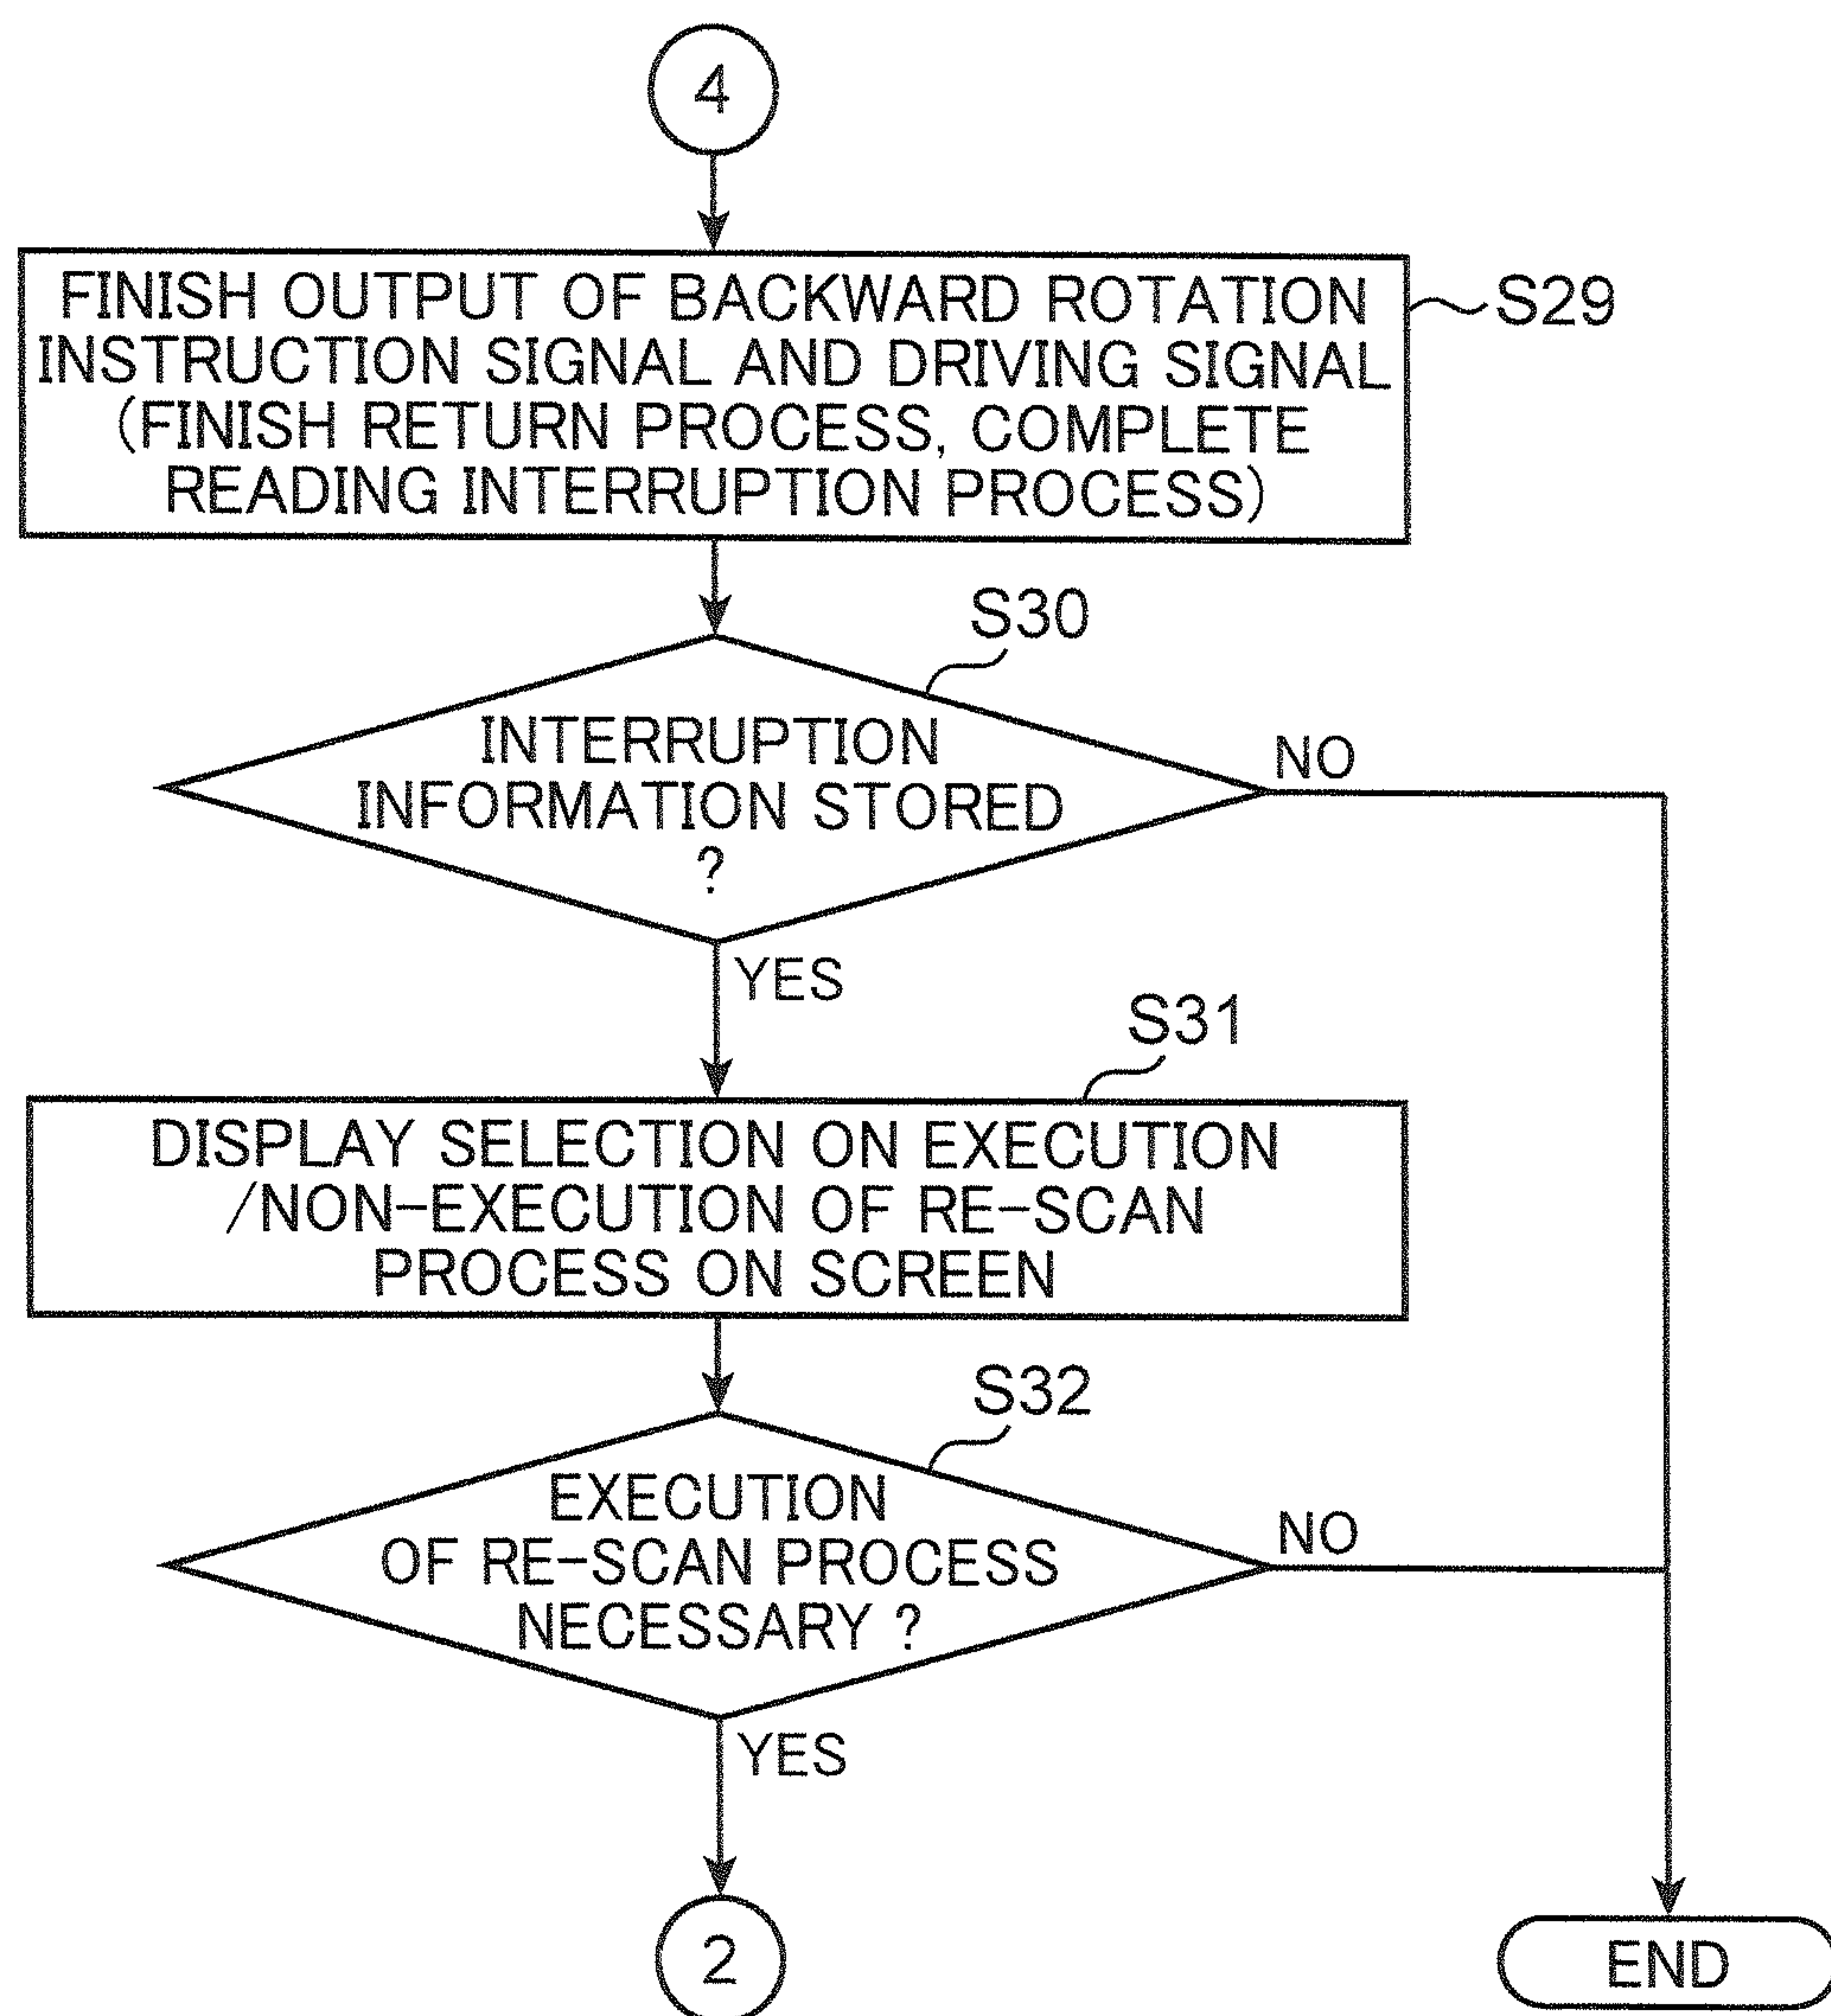 4
FINISH OUTPUT OF BACKWARD ROTATION
INSTRUCTION SIGNAL AND DRIVING SIGNAL
(FINISH RETURN PROCESS, COMPLETE
READING INTERRUPTION PROCESS)
S29
S30
INTERRUPTION
INFORMATION STORED
?
NO
YES
S31
DISPLAY SELECTION ON EXECUTION
/NON-EXECUTION OF RE-SCAN
PROCESS ON SCREEN
S32
EXECUTION
OF RE-SCAN PROCESS
NECESSARY ?
NO
YES
2
END